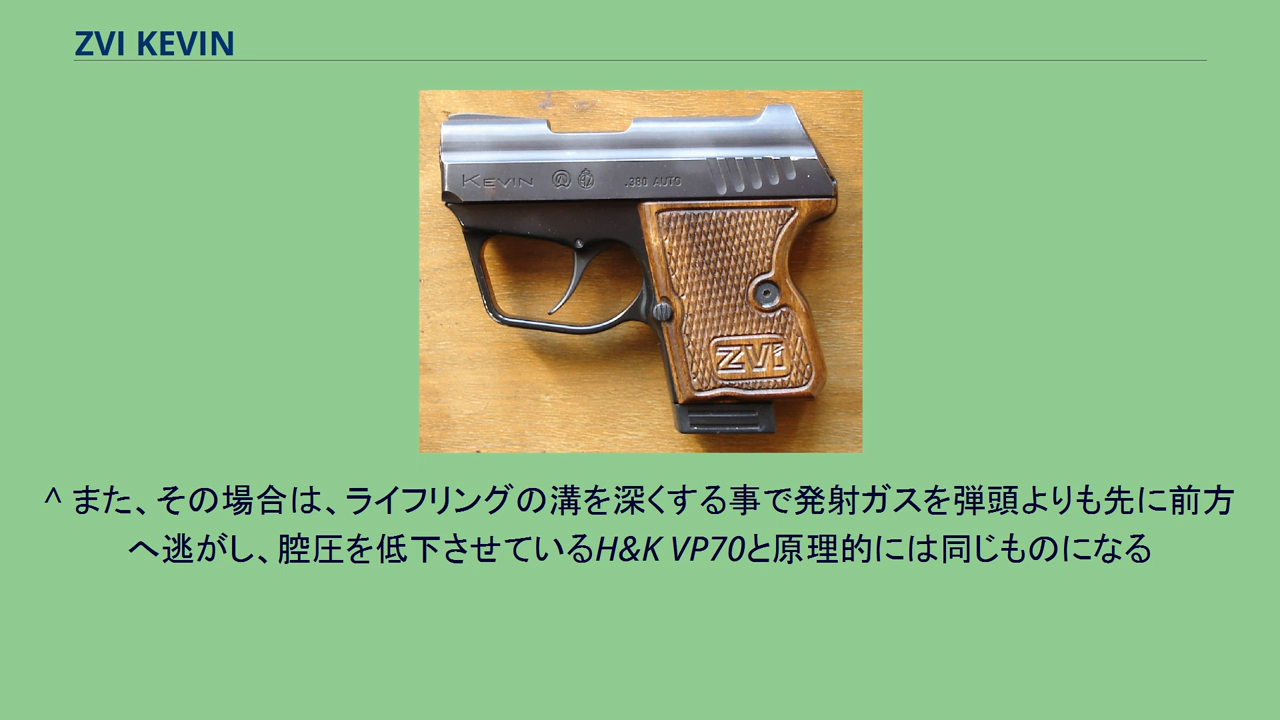 ZVI KEVIN
KEVIN
.380 AUTO
ZVI
^ また、その場合は、ライフリングの溝を深くする事で発射ガスを弾頭よりも先に前方
へ逃がし、腔圧を低下させているH&K VP70と原理的には同じものになる